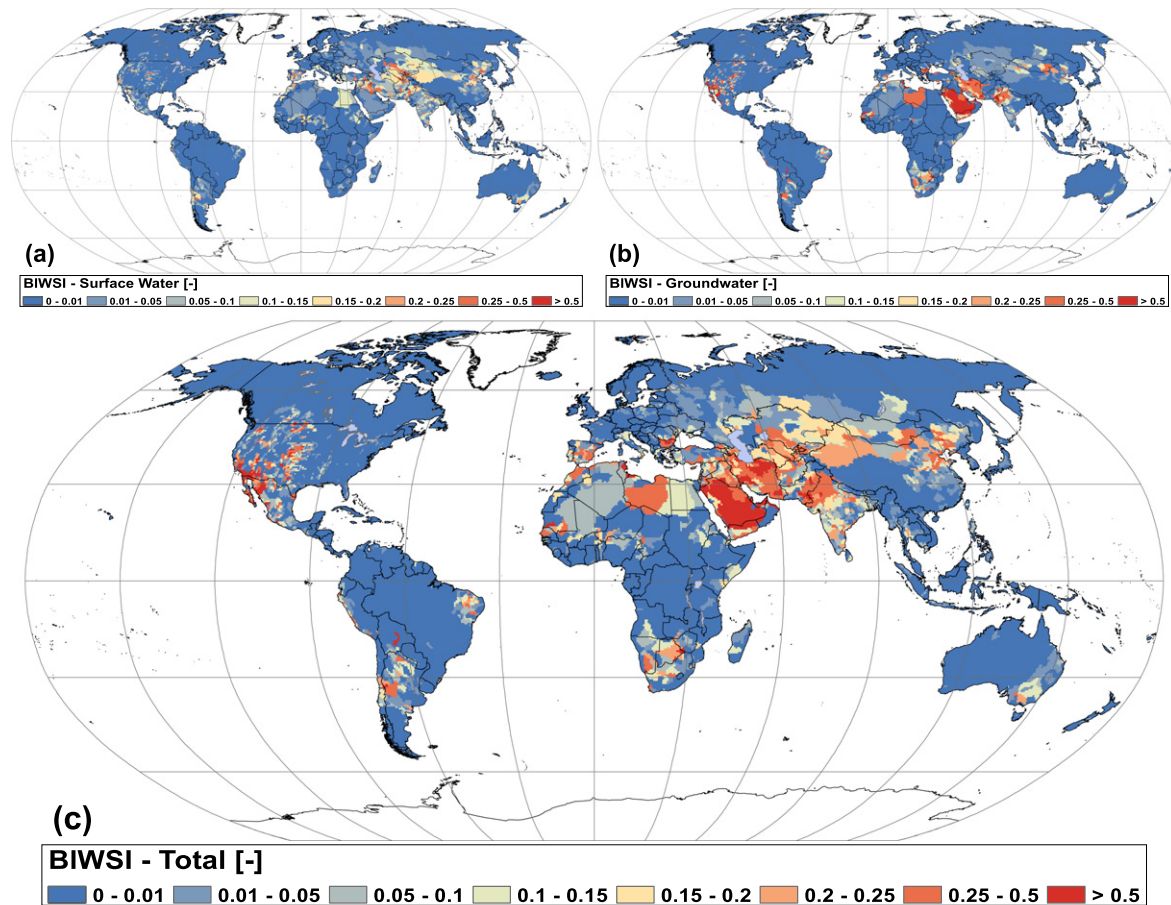 (a)
(b)
BIWSI - Surface Water [-]
0 - 0.01 0.01 - 0.05 0.05 - 0.1 0.1 - 0.15 0.15 - 0.2 0.2 - 0.25 0.25 - 0.5 > 0.5
BIWSI - Groundwater [-]
0 - 0.01 0.01 - 0.05 0.05 - 0.1 0.1 - 0.15 0.15 - 0.2 0.2 - 0.25 0.25 - 0.5 > 0.5
(c)
BIWSI - Total [-]
0 - 0.01 0.01 - 0.05 0.05 - 0.1 0.1 - 0.15 0.15 - 0.2 0.2 - 0.25 0.25 - 0.5 > 0.5